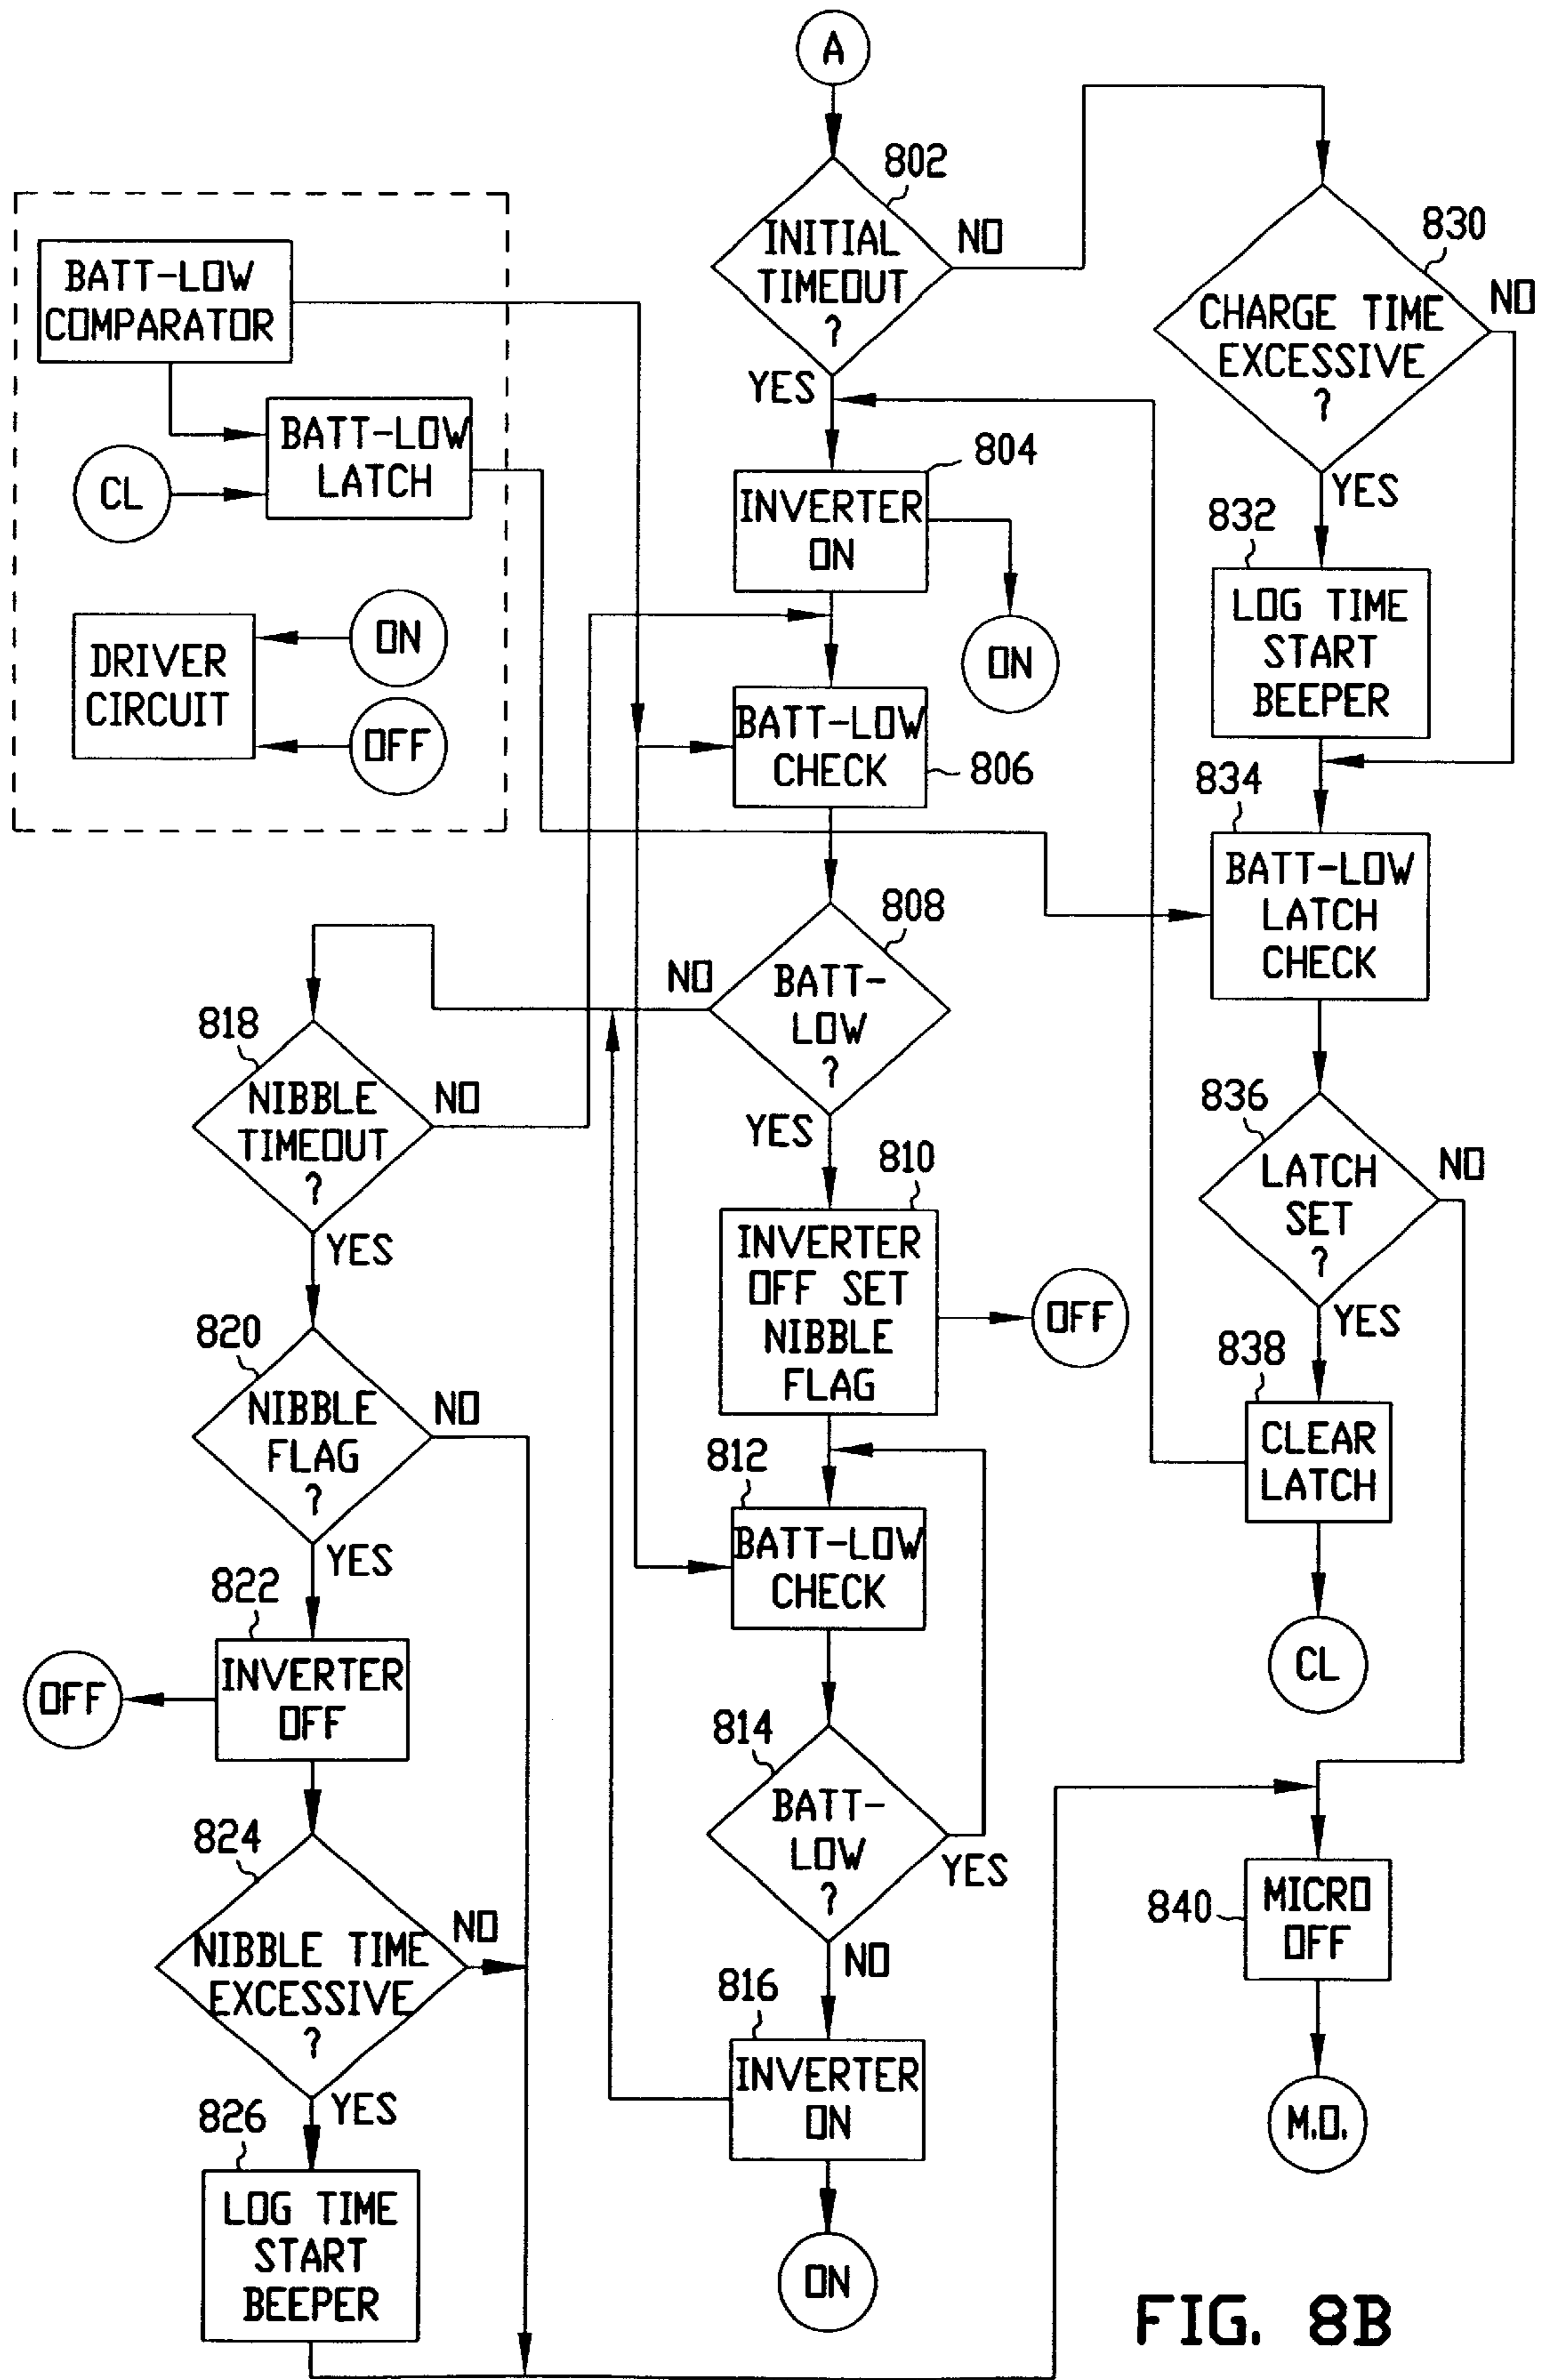 A
802
INITIAL
TIMEOUT
?
NO
YES
830
CHARGE TIME
EXCESSIVE
?
NO
YES
BATT-LOW
COMPARATOR
BATT-LOW
LATCH
CL
DRIVER
CIRCUIT
ON
OFF
804
INVERTER
ON
ON
832
LOG TIME
START
BEEPER
BATT-LOW
CHECK
806
834
BATT-LOW
LATCH
CHECK
808
BATT-
LOW
?
NO
YES
818
NIBBLE
TIMEOUT
?
NO
YES
836
LATCH
SET
?
NO
YES
810
INVERTER
OFF SET
NIBBLE
FLAG
OFF
820
NIBBLE
FLAG
?
NO
YES
838
CLEAR
LATCH
CL
812
BATT-LOW
CHECK
822
INVERTER
OFF
OFF
814
BATT-
LOW
?
YES
NO
824
NIBBLE TIME
EXCESSIVE
?
NO
YES
840
MICRO
OFF
M.O.
816
INVERTER
ON
ON
826
LOG TIME
START
BEEPER
FIG. 8B